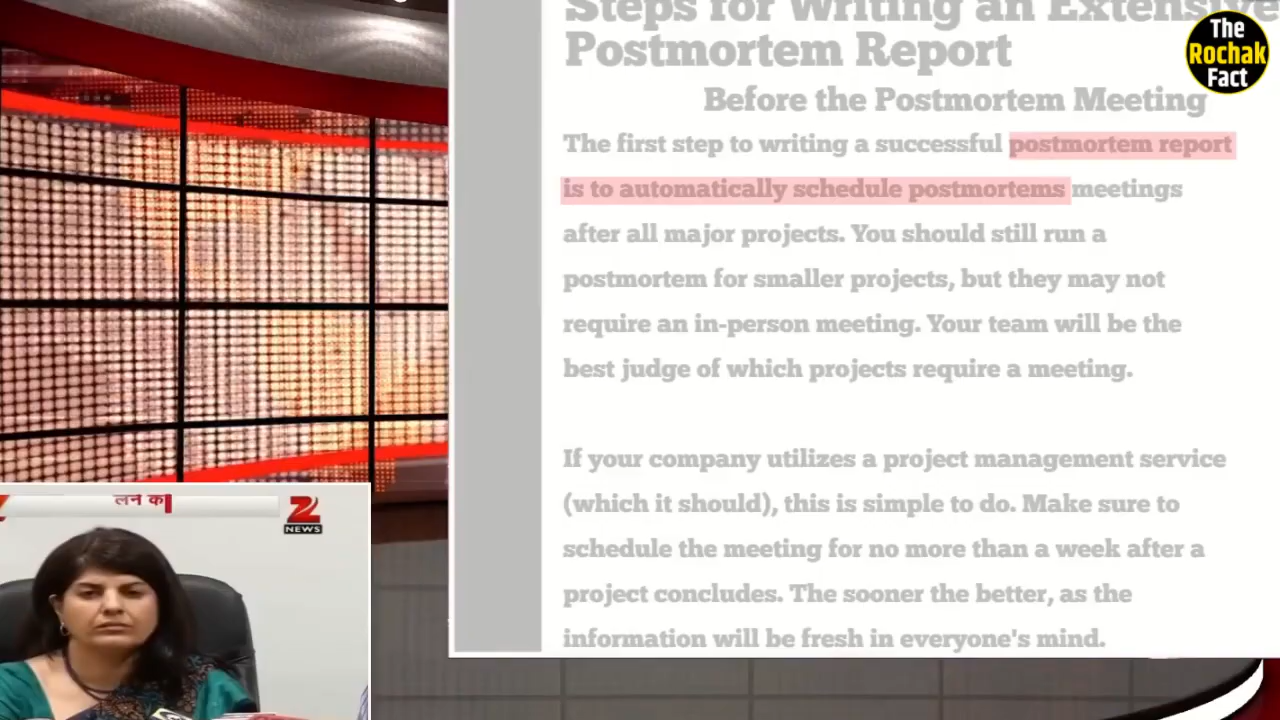 Steps for Writing an Extensive
Postmortem Report
Before the Postmortem Meeting
The first step to writing a successful postmortem report
is to automatically schedule postmortems meetings
after all major projects. You should still run a
postmortem for smaller projects, but they may not
require an in-person meeting. Your team will be the
best judge of which projects require a meeting.
If your company utilizes a project management service
(which it should), this is simple to do. Make sure to
schedule the meeting for no more than a week after a
project concludes. The sooner the better, as the
information will be fresh in everyone's mind.
The
Rochak
Fact
Z
NEWS